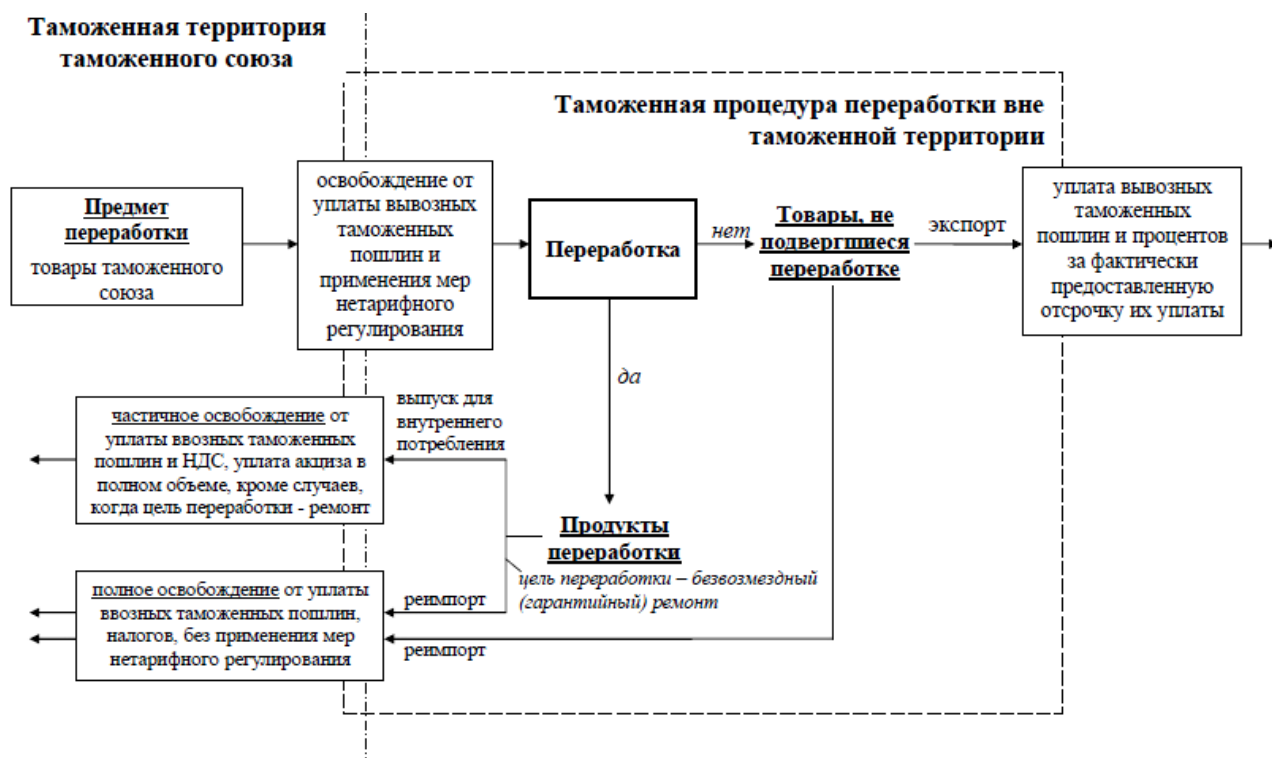 Таможенная территория
таможенного союза
Таможенная процедура переработки вне
таможенной территории
Предмет
переработки
товары таможенного
союза
освобождение от
уплаты вывозных
таможенных
пошлин и
применения мер
нетарифного
регулирования
Переработка
нет
Товары, не
подвергшиеся
переработке
экспорт
уплата вывозных
таможенных
пошлин и процентов
за фактически
предоставленную
отсрочку их уплаты
да
частичное освобождение от
уплаты ввозных таможенных
пошлин и НДС, уплата акциза в
полном объеме, кроме случаев,
когда цель переработки - ремонт
выпуск для
внутреннего
потребления
Продукты
переработки
цель переработки – безвозмездный
(гарантийный) ремонт
полное освобождение от уплаты
ввозных таможенных пошлин,
налогов, без применения мер
нетарифного регулирования
реимпорт
реимпорт